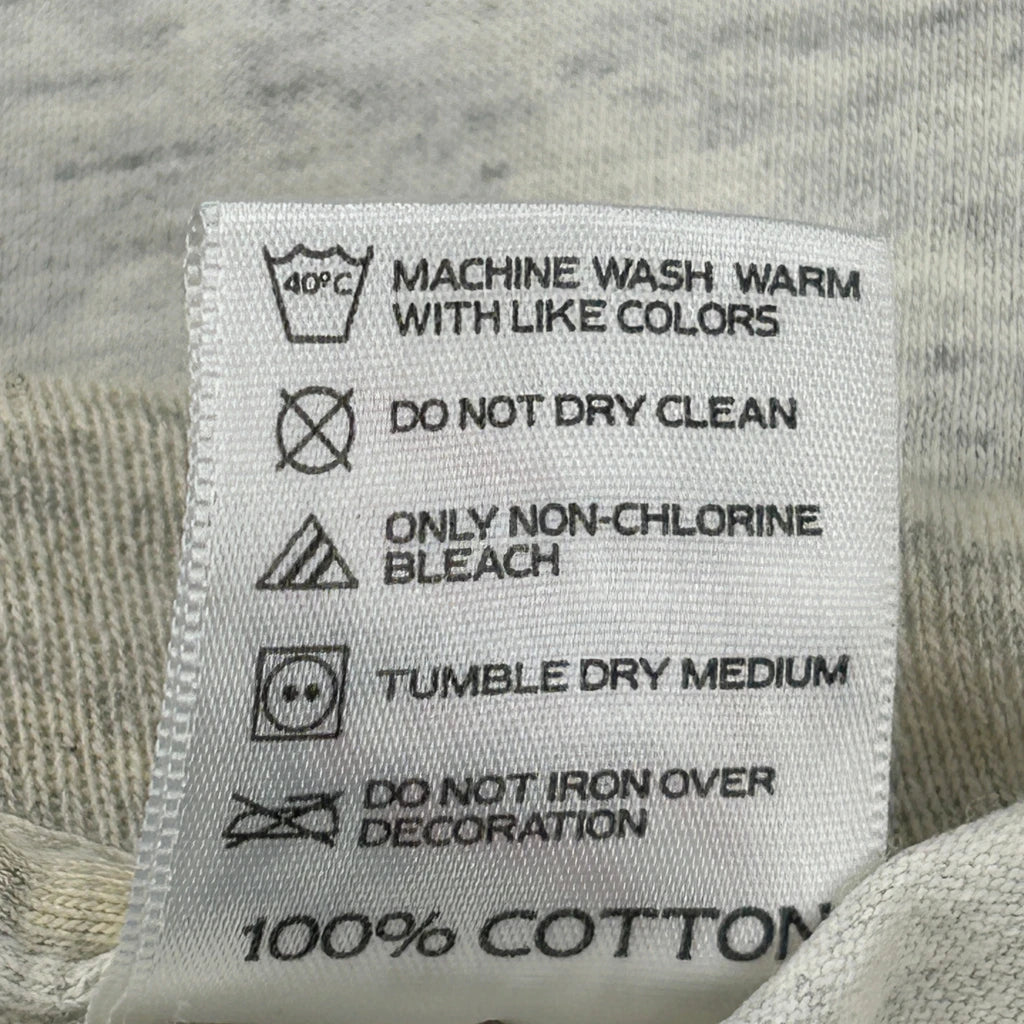 40°C
MACHINE WASH WARM
WITH LIKE COLORS
DO NOT DRY CLEAN
ONLY NON-CHLORINE
BLEACH
TUMBLE DRY MEDIUM
DO NOT IRON OVER
DECORATION
100% COTTON